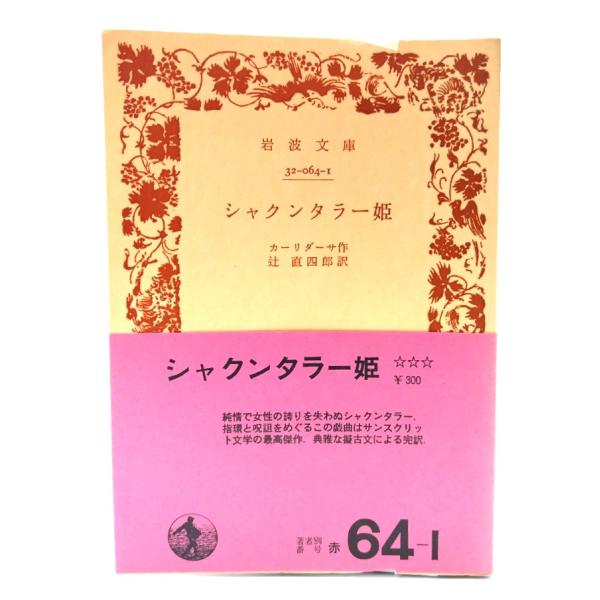 岩波文庫
32-064-1
シャクンタラー姫
カーリダーサ作
辻 直四郎訳
シャクンタラー姫 ☆☆☆
¥300
純情で女性の誇りを失わぬシャクンタラー.
指環と呪詛をめぐるこの戯曲はサンスクリッ
ト文学の最高傑作. 典雅な擬古文による完訳.
著者別
番 号 赤 64-1